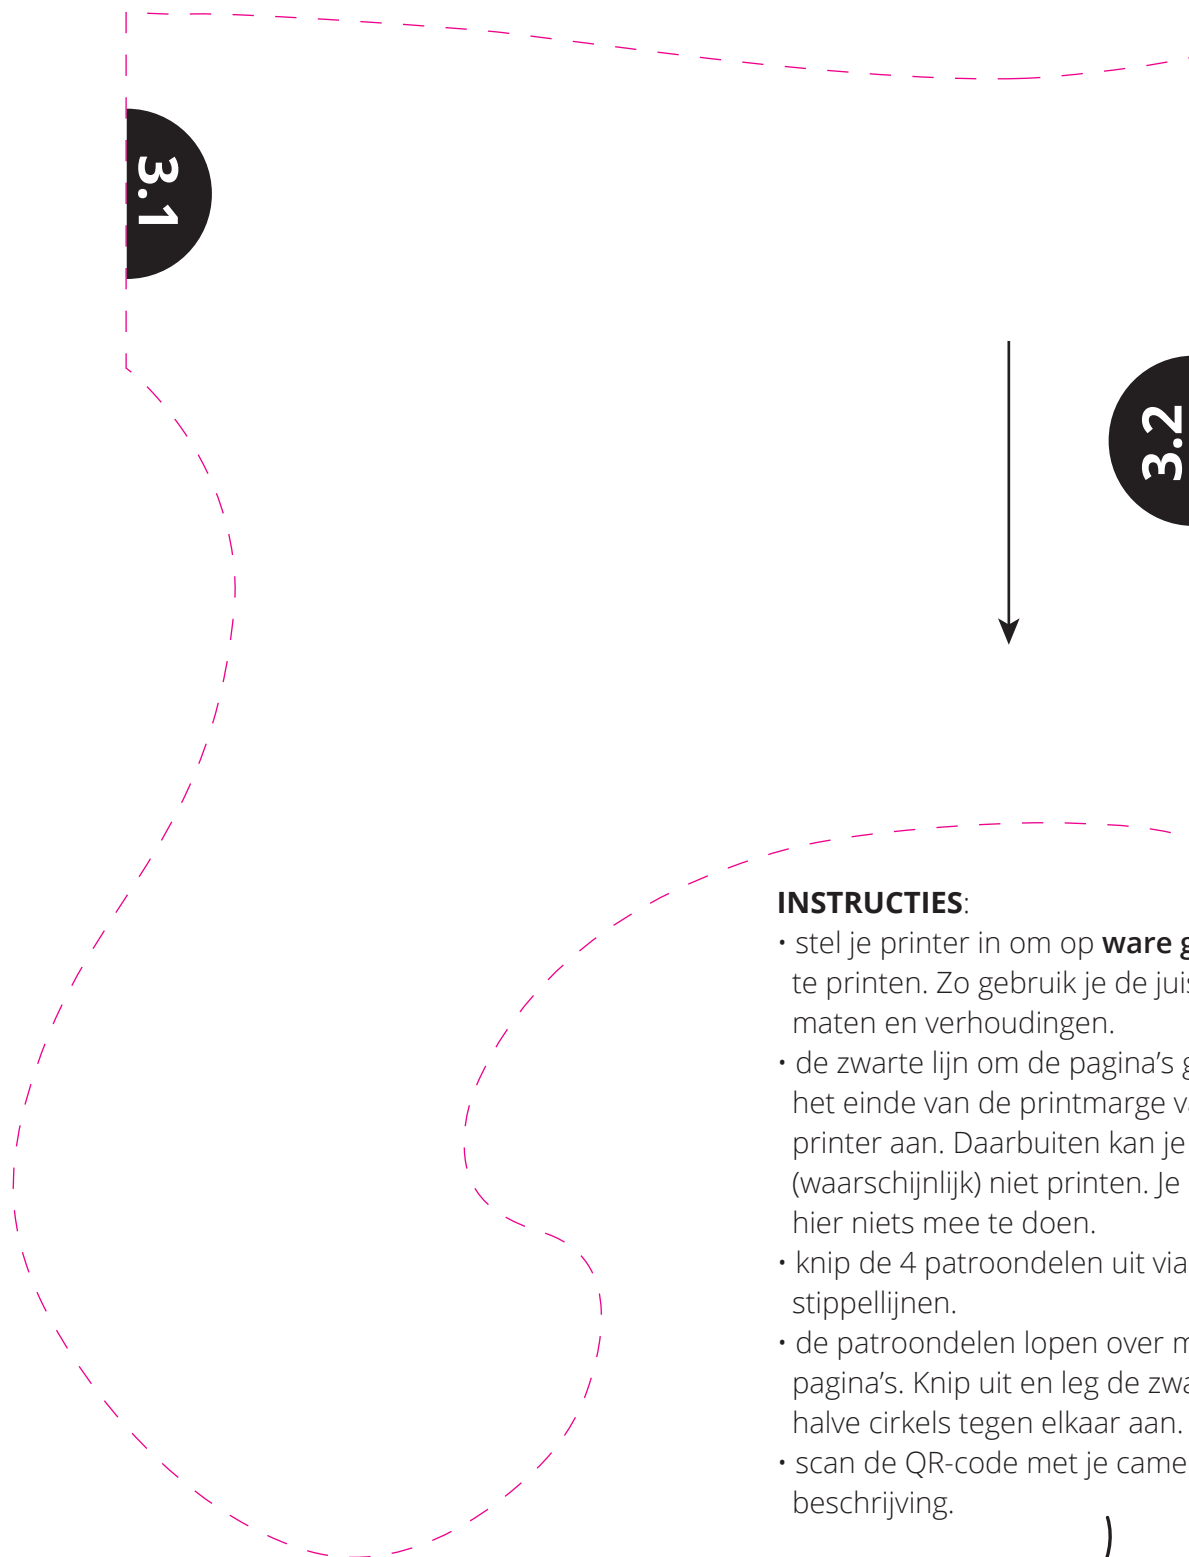 3.1
3.2
INSTRUCTIES:
• stel je printer in om op ware
te printen. Zo gebruik je de
maten en verhoudingen.
• de zwarte lijn om de pagina’s
het einde van de printmarge
printer aan. Daarbuiten kan je
(waarschijnlijk) niet printen. Je
hier niets mee te doen.
• knip de 4 patroondelen uit via
stippellijnen.
• de patroondelen lopen over
pagina’s. Knip uit en leg de
halve cirkels tegen elkaar aan.
• scan de QR-code met je
beschrijving.